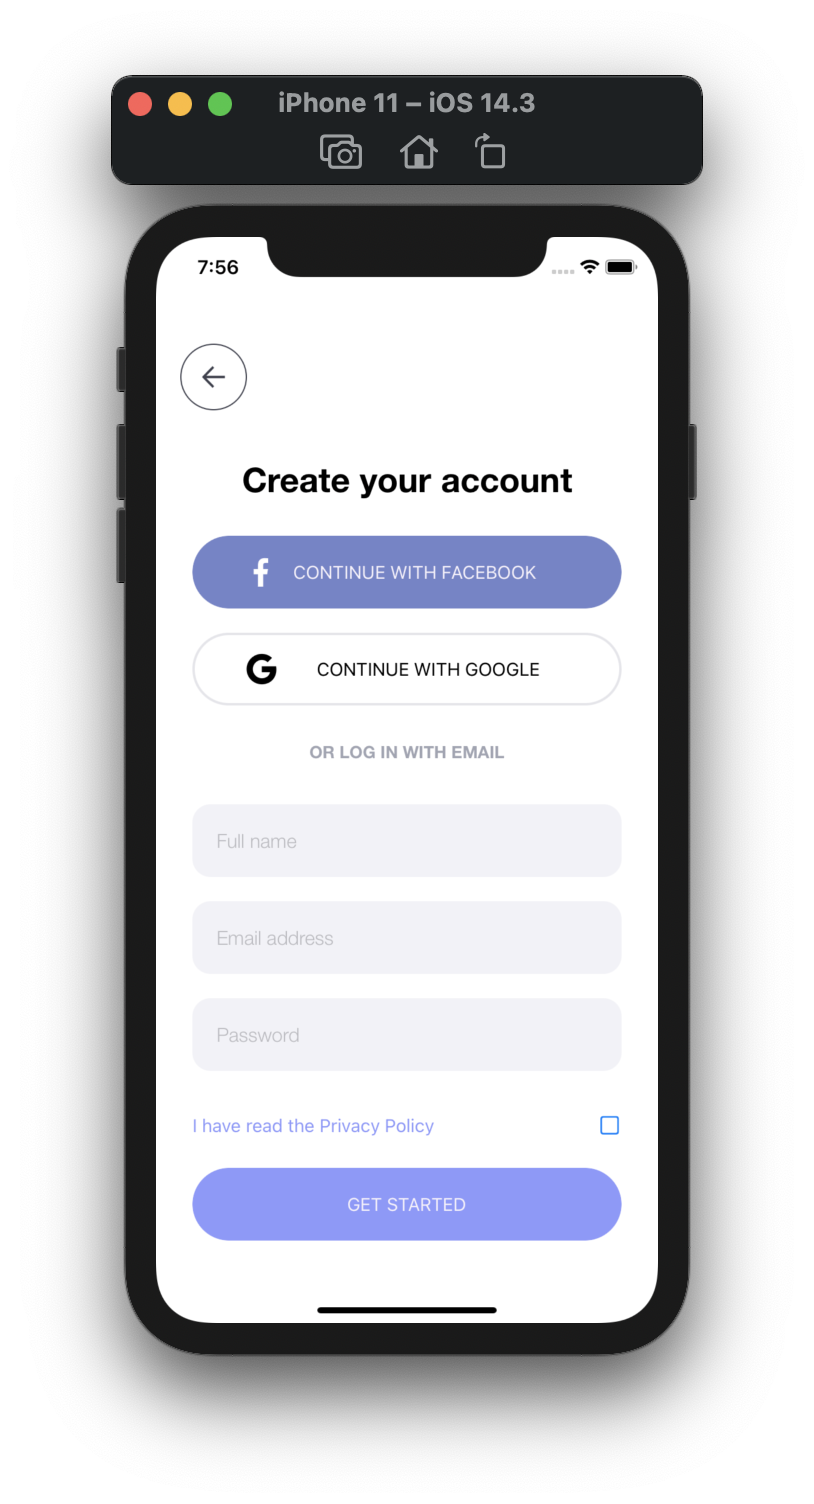 iPhone 11 – iOS 14.3
7:56
Create your account
CONTINUE WITH FACEBOOK
CONTINUE WITH GOOGLE
OR LOG IN WITH EMAIL
Full name
Email address
Password
I have read the Privacy Policy
GET STARTED